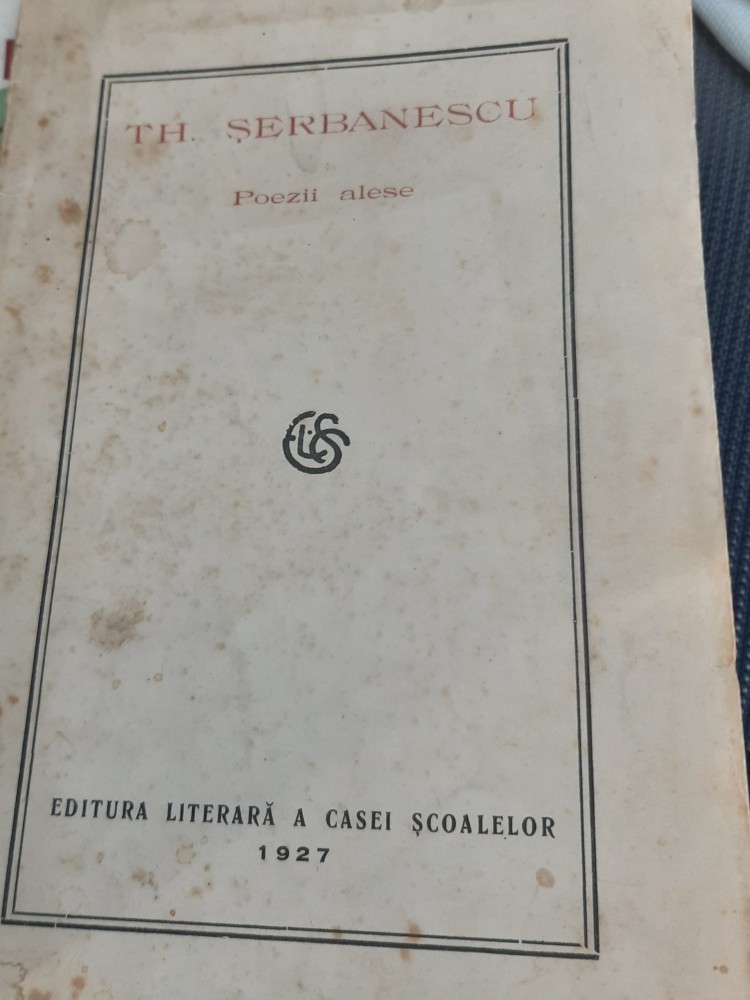 TH. ȘERBANESCU
Poezii alese
EDITURA LITERARĂ A CASEI ȘCOALELOR
1927